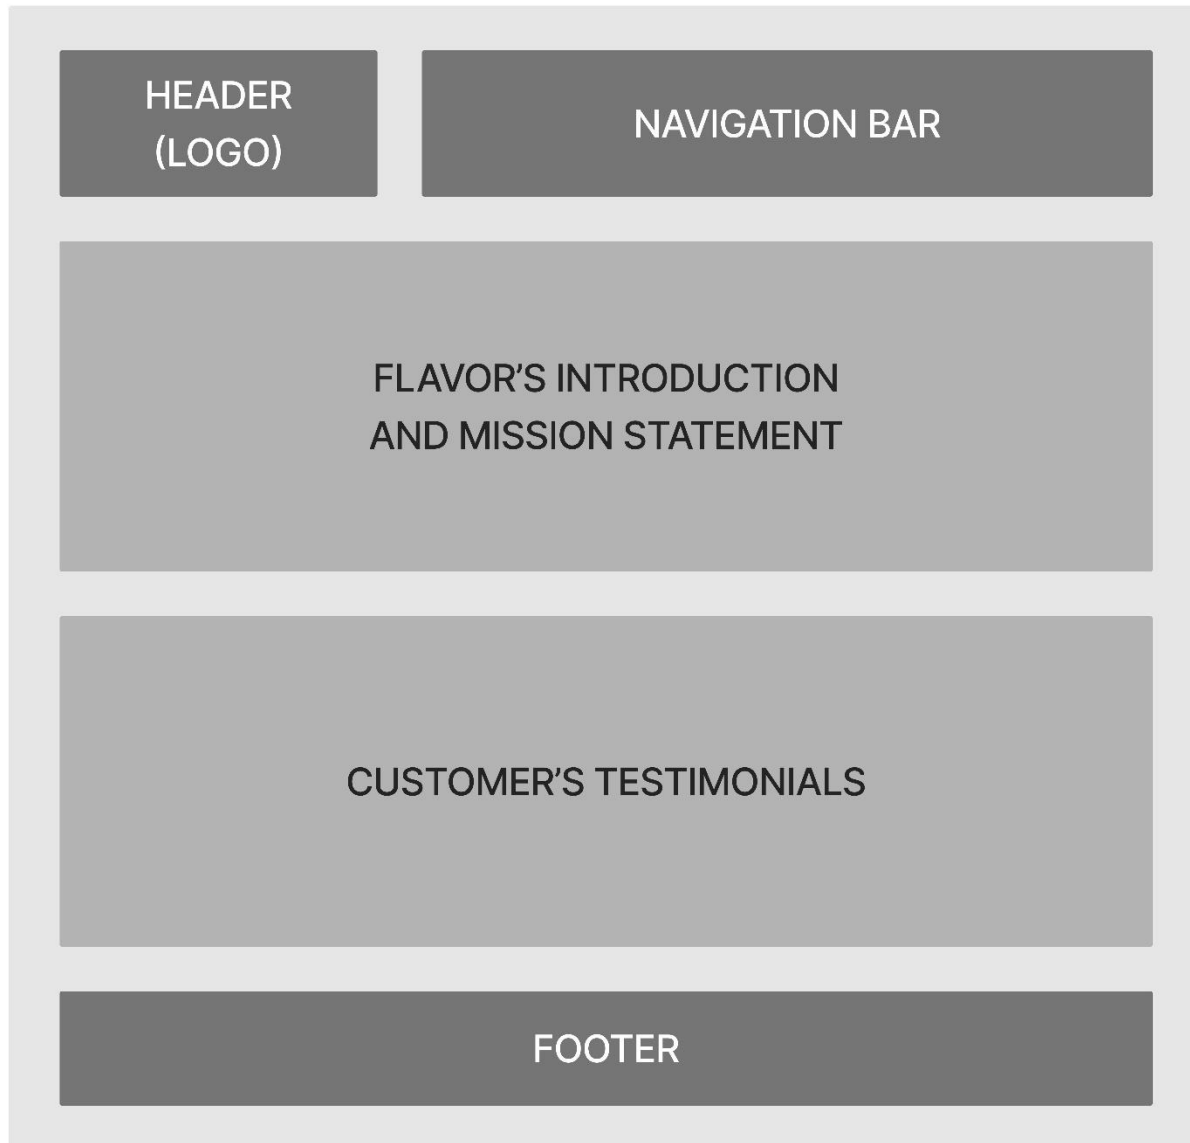 HEADER
(LOGO)
NAVIGATION BAR
FLAVOR’S INTRODUCTION
AND MISSION STATEMENT
CUSTOMER’S TESTIMONIALS
FOOTER